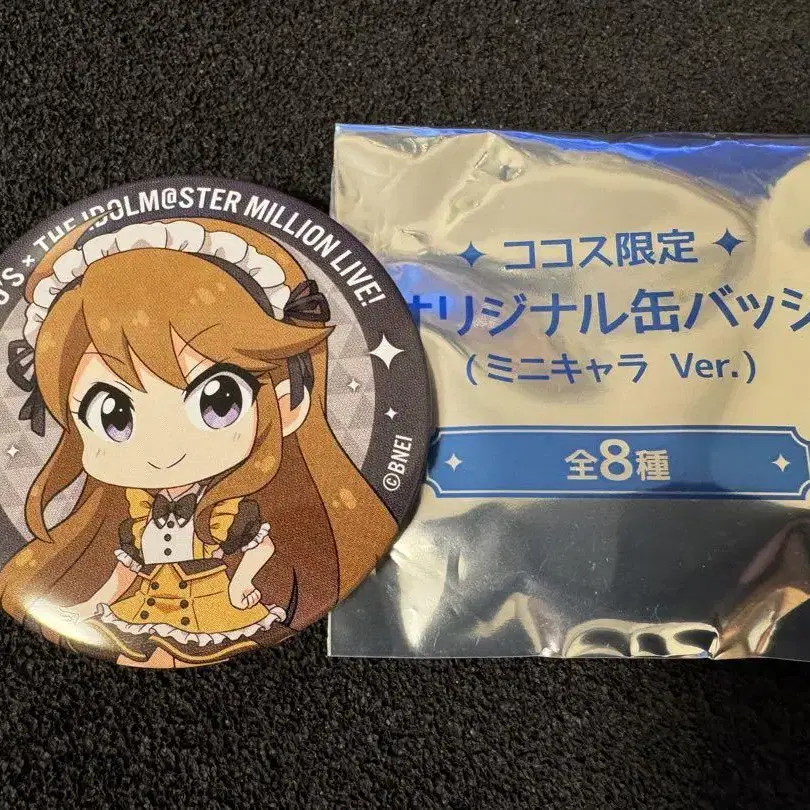 O'S × THE IDOLM@STER MILLION LIVE!
©BNEI
ココス限定
オリジナル缶バッジ
(ミニキャラ Ver.)
全8種